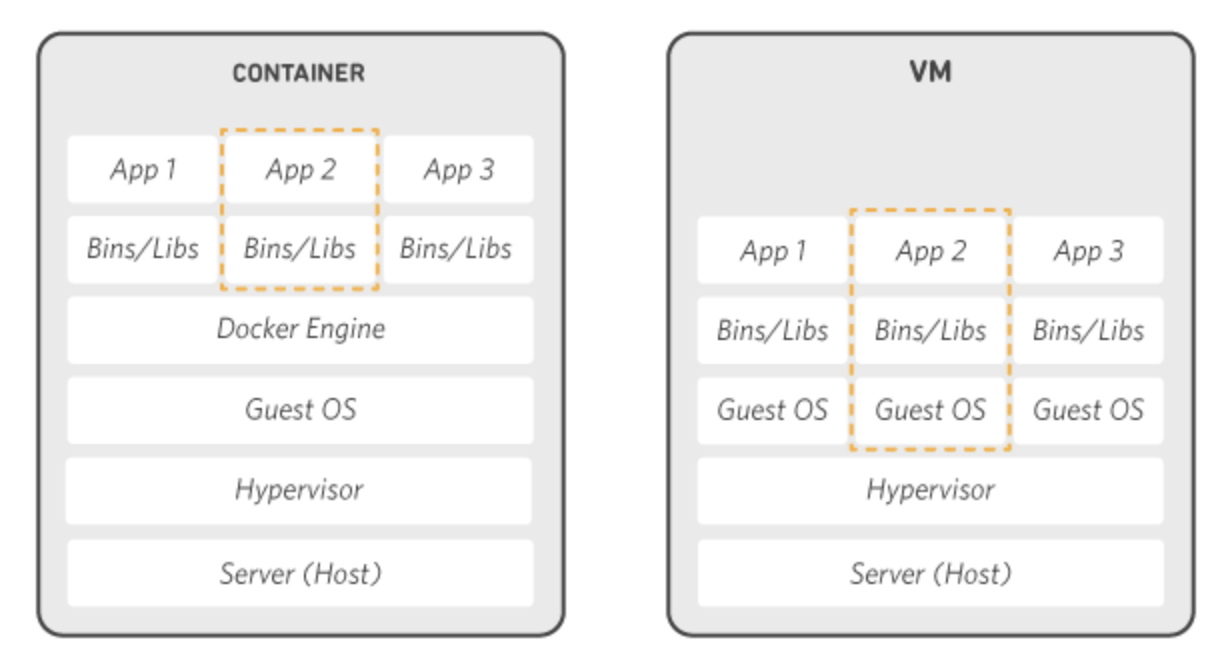 CONTAINER
App 1 App 2 App 3
Bins/Libs Bins/Libs Bins/Libs
Docker Engine
Guest OS
Hypervisor
Server (Host)
VM
App 1 App 2 App 3
Bins/Libs Bins/Libs Bins/Libs
Guest OS Guest OS Guest OS
Hypervisor
Server (Host)